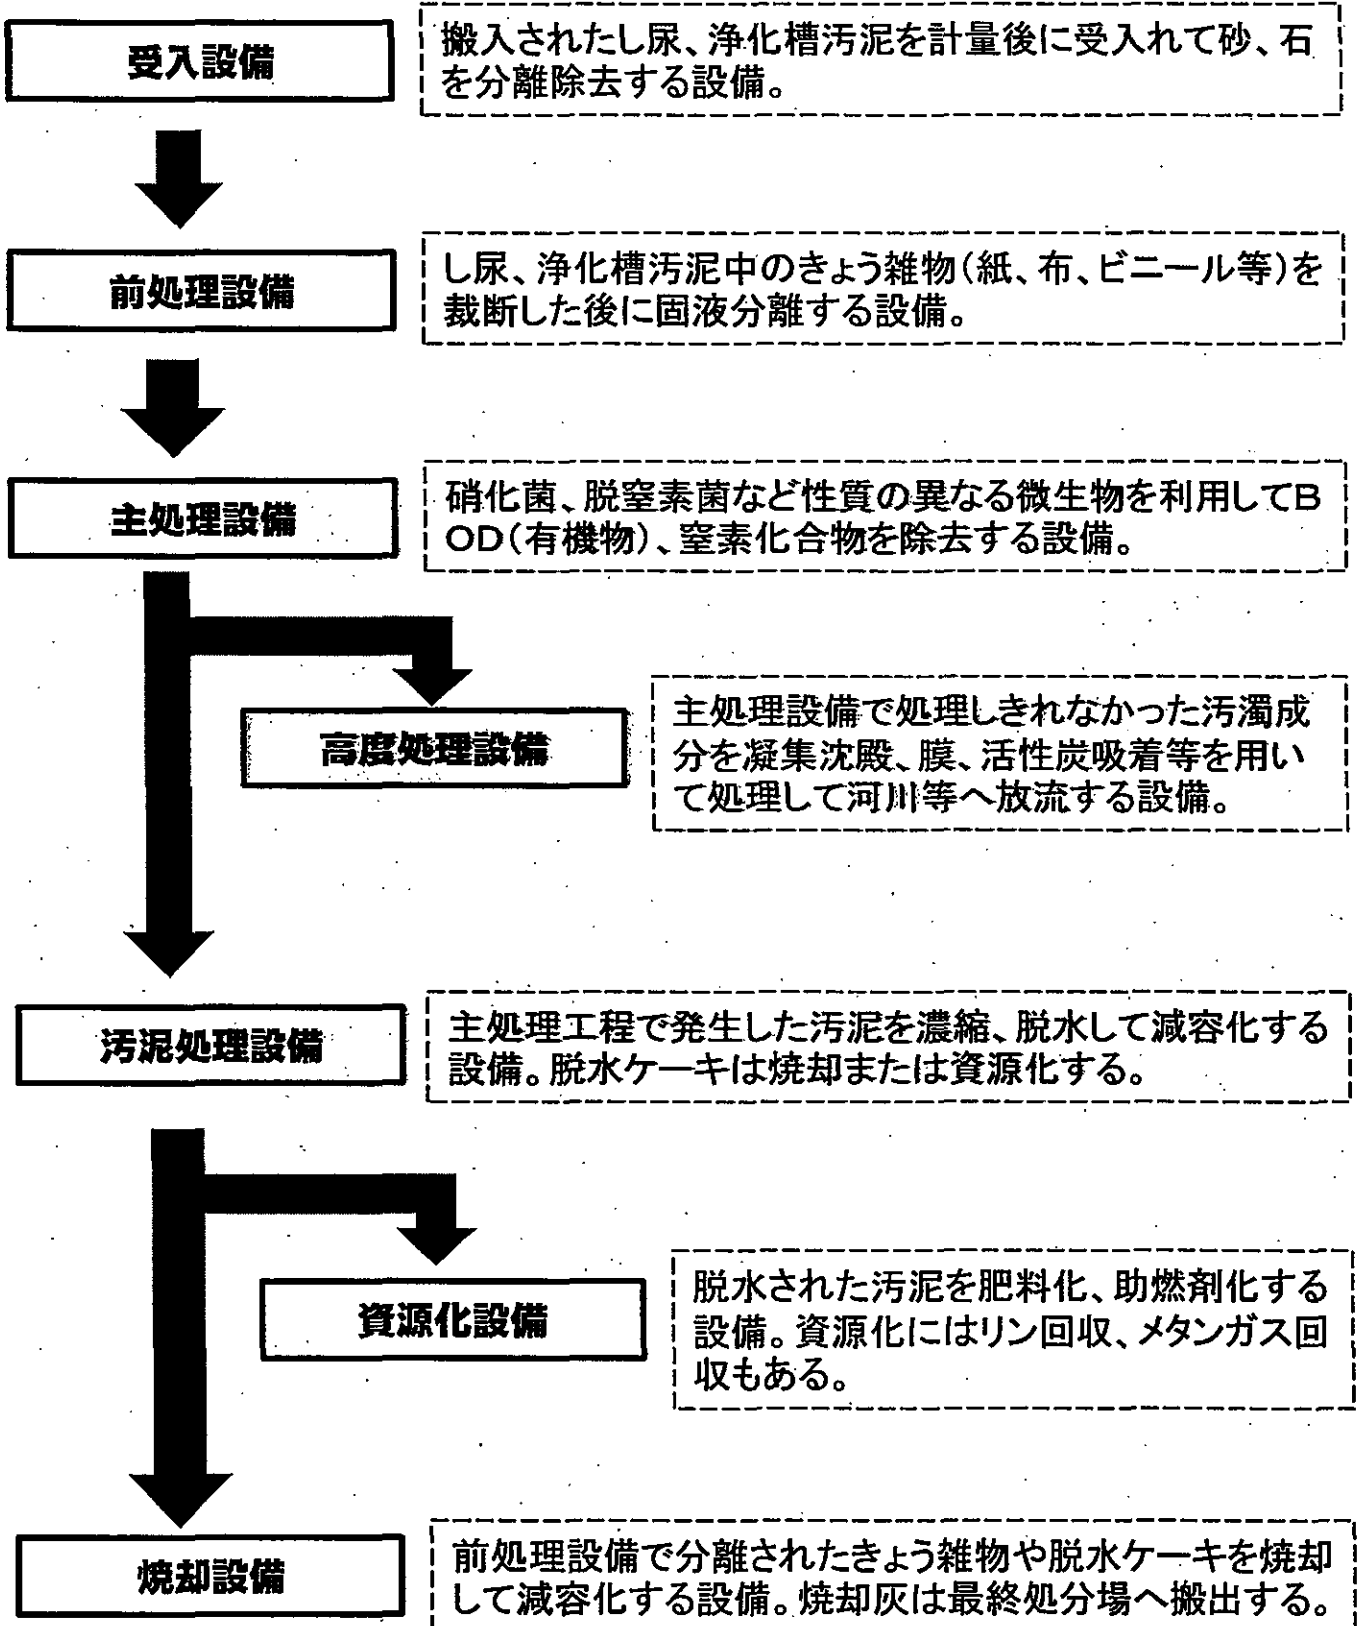 受入設備
搬入されたし尿、浄化槽汚泥を計量後に受入れて砂、石
を分離除去する設備。
前処理設備
し尿、浄化槽汚泥中のきょう雑物(紙、布、ビニール等)を
裁断した後に固液分離する設備。
主処理設備
硝化菌、脱窒素菌など性質の異なる微生物を利用してB
OD(有機物)、窒素化合物を除去する設備。
高度処理設備
主処理設備で処理しきれなかった汚濁成
分を凝集沈殿、膜、活性炭吸着等を用い
て処理して河川等へ放流する設備。
汚泥処理設備
主処理工程で発生した汚泥を濃縮、脱水して減容化する
設備。脱水ケーキは焼却または資源化する。
資源化設備
脱水された汚泥を肥料化、助燃剤化する
設備。資源化にはリン回収、メタンガス回
収もある。
焼却設備
前処理設備で分離されたきょう雑物や脱水ケーキを焼却
して減容化する設備。焼却灰は最終処分場へ搬出する。